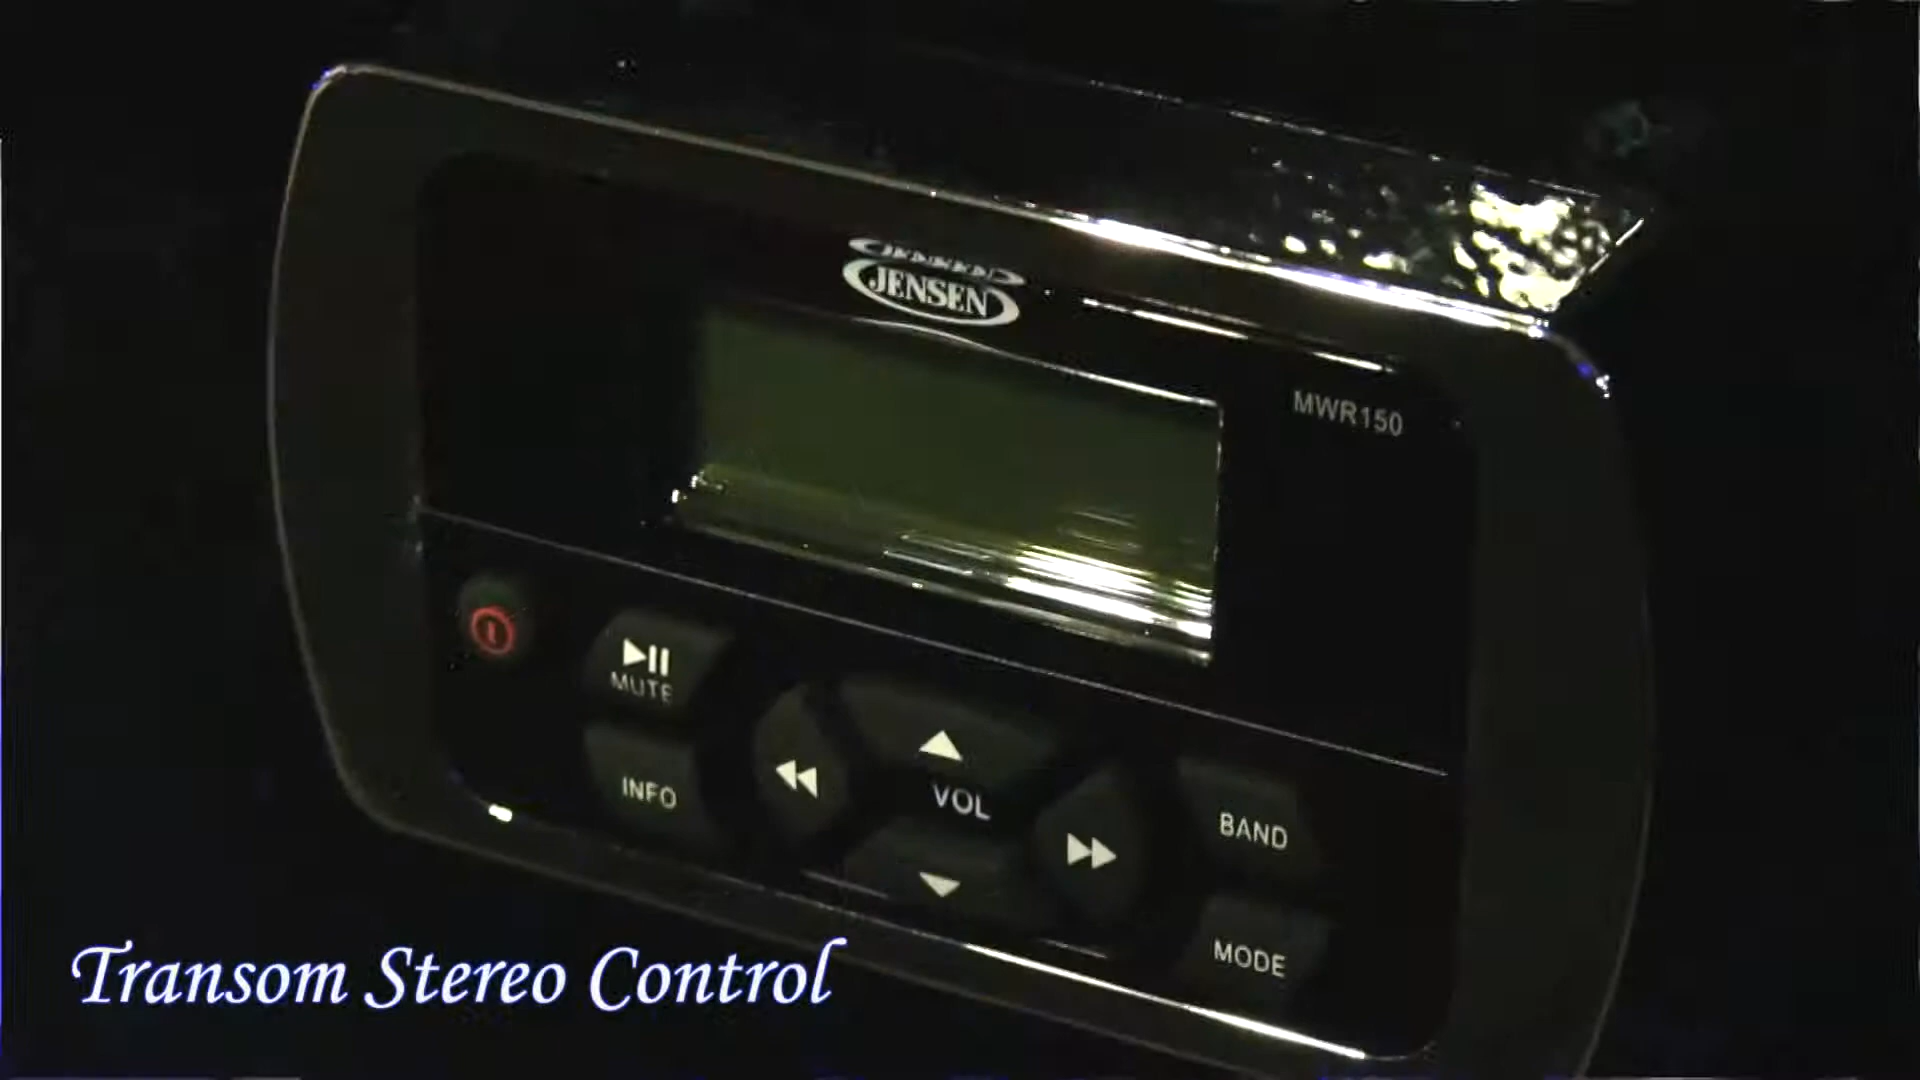 JENSEN
MWR150
MUTE
INFO
VOL
BAND
MODE
Transom Stereo Control